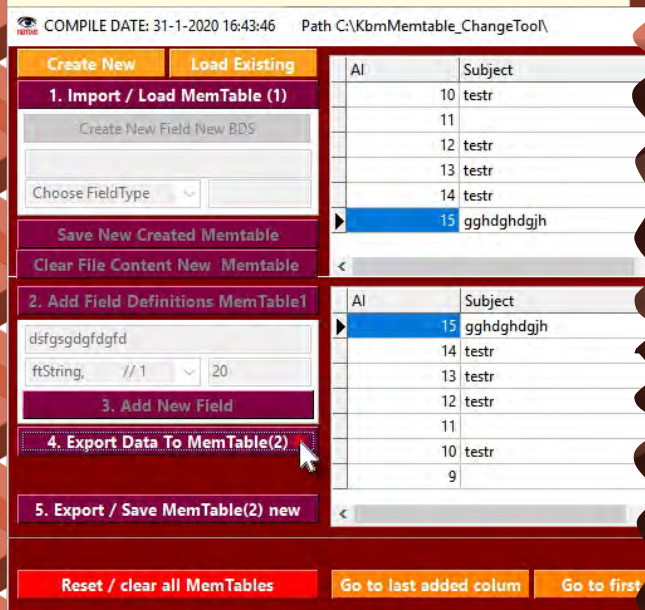 COMPILE DATE: 31-1-2020 16:43:46 Path C:\KbmMemtable_ChangeTool\
Create New Load Existing
1. Import / Load MemTable (1)
Create New Field New BDS
Choose FieldType
Save New Created Memtable
Clear File Content New Memtable
AI Subject
10 testr
11
12 testr
13 testr
14 testr
15 gghdghdgjh
2. Add Field Definitions MemTable1
dsfgsgdgfdgfd
ftString, // 1 20
3. Add New Field
4. Export Data To MemTable(2)
5. Export / Save MemTable(2) new
AI Subject
15 gghdghdgjh
14 testr
13 testr
12 testr
11
10 testr
9
Reset / clear all MemTables Go to last added colum Go to first